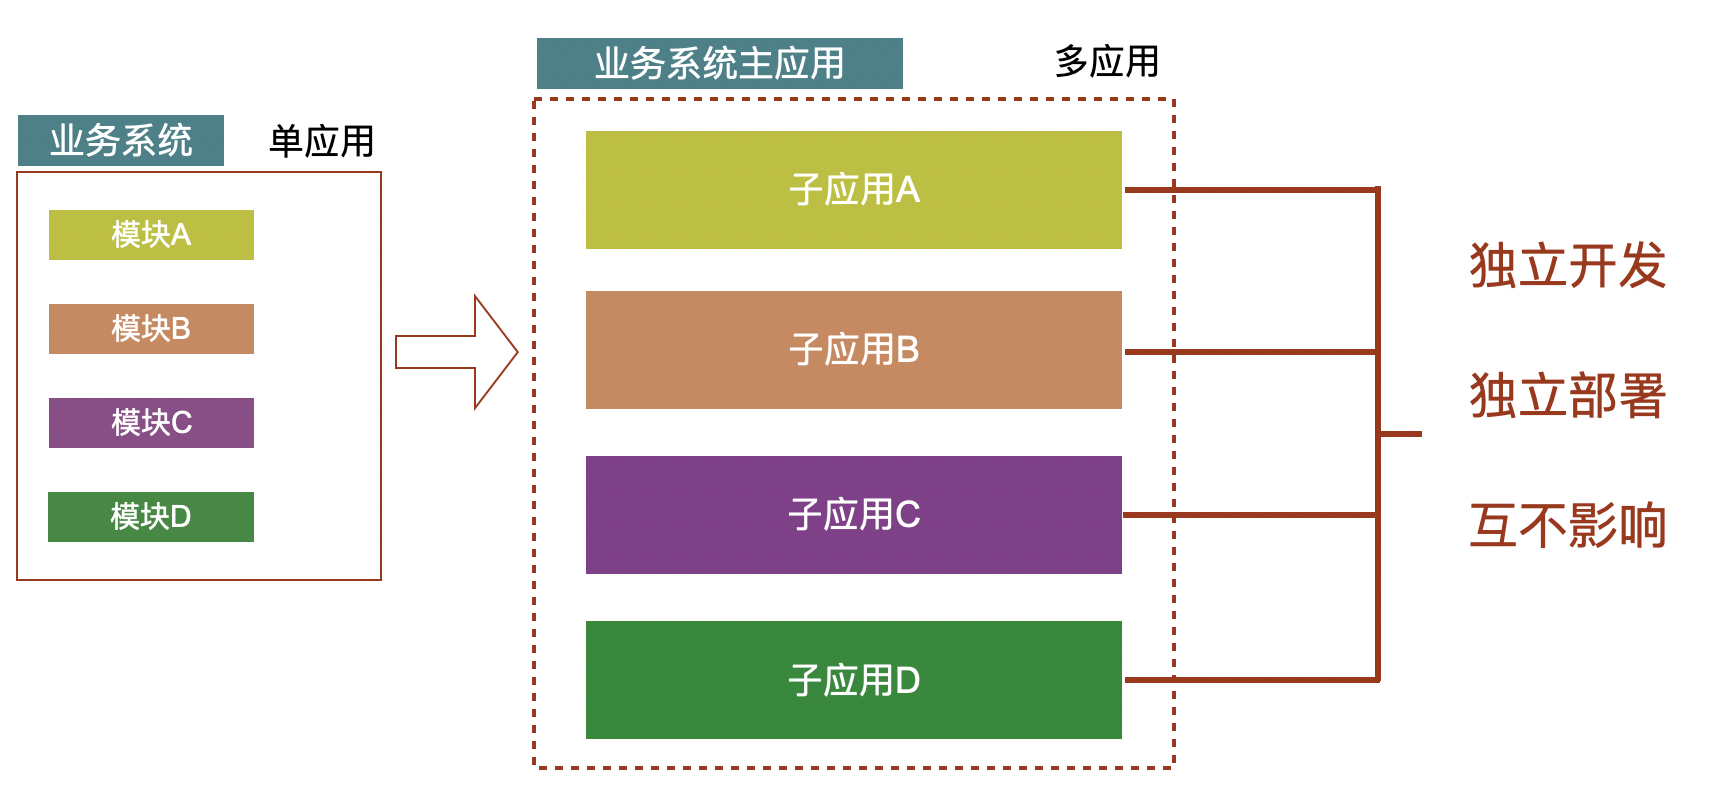 业务系统
单应用
模块A
模块B
模块C
模块D
业务系统主应用
多应用
子应用A
子应用B
子应用C
子应用D
独立开发
独立部署
互不影响